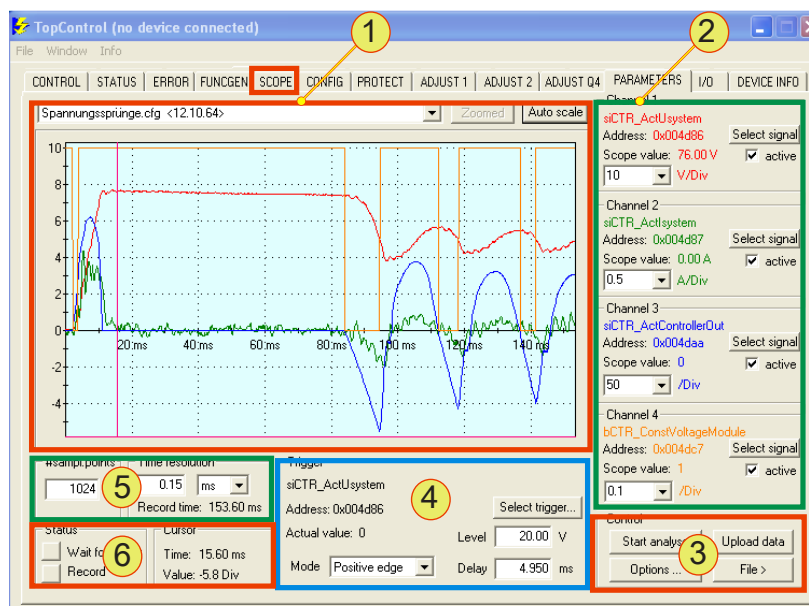 TopControl (no device connected)
1
2
File Window Info
CONTROL STATUS ERROR FUNCGEN SCOPE CONFIG PROTECT ADJUST 1 ADJUST 2 ADJUST Q4 PARAMETERS I/O DEVICE INFO
Spannungssprünge.cfg <12.10.64> Zoomed Auto scale
10
8
6
4
2
0
-2
-4
20 ms 40 ms 60 ms 80 ms 100 ms 120 ms 140 ms
Channel 1
siCTR_ActUsystem
Address: 0x004d86 Select signal
Scope value: 76.00 V active
10 V/Div
Channel 2
siCTR_ActIsystem
Address: 0x004d87 Select signal
Scope value: 0.00 A active
0.5 A/Div
Channel 3
siCTR_ActControllerOut
Address: 0x004daa Select signal
Scope value: 0 active
50 /Div
Channel 4
bCTR_ConstVoltageModule
Address: 0x004dc7 Select signal
Scope value: 1 active
0.1 /Div
#sampl.points Time resolution
1024 5 0.15 ms
Record time: 153.60 ms
Status Cursor
Wait fo 6 Time: 15.60 ms
Record Value: -5.8 Div
Trigger
siCTR_ActUsystem 4
Address: 0x004d86 Select trigger...
Actual value: 0 Level 20.00 V
Mode Positive edge Delay 4.950 ms
Control
Start analys 3 Upload data
Options ... File >